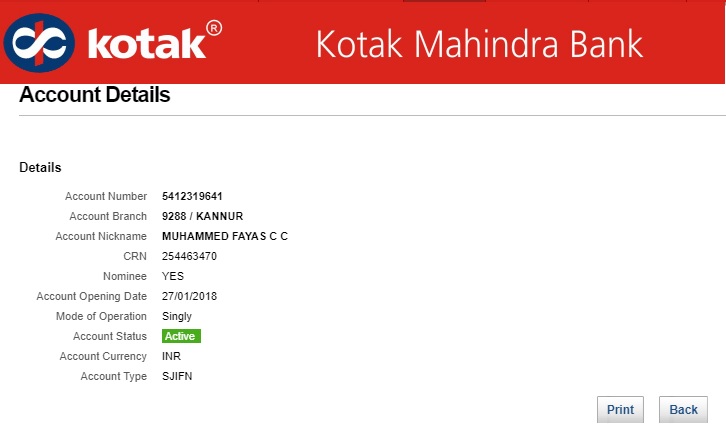 kotak® Kotak Mahindra Bank
Account Details
Details
Account Number 5412319641
Account Branch 9288 / KANNUR
Account Nickname MUHAMMED FAYAS C C
CRN 254463470
Nominee YES
Account Opening Date 27/01/2018
Mode of Operation Singly
Account Status Active
Account Currency INR
Account Type SJIFN
Print Back